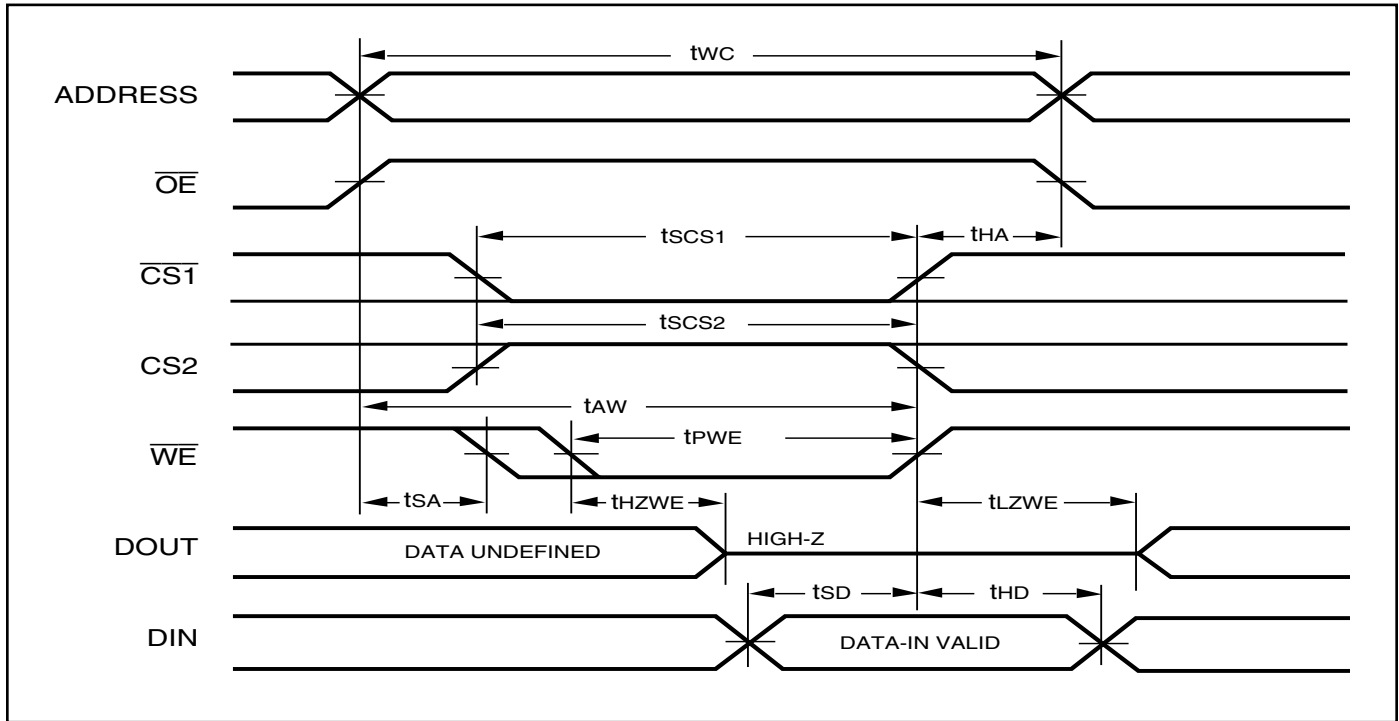 tWC
ADDRESS
OE
tSCS1
tHA
CS1
tSCS2
CS2
tAW
tPWE
WE
tSA
tHZWE
tLZWE
DOUT
DATA UNDEFINED
HIGH-Z
tSD
tHD
DIN
DATA-IN VALID